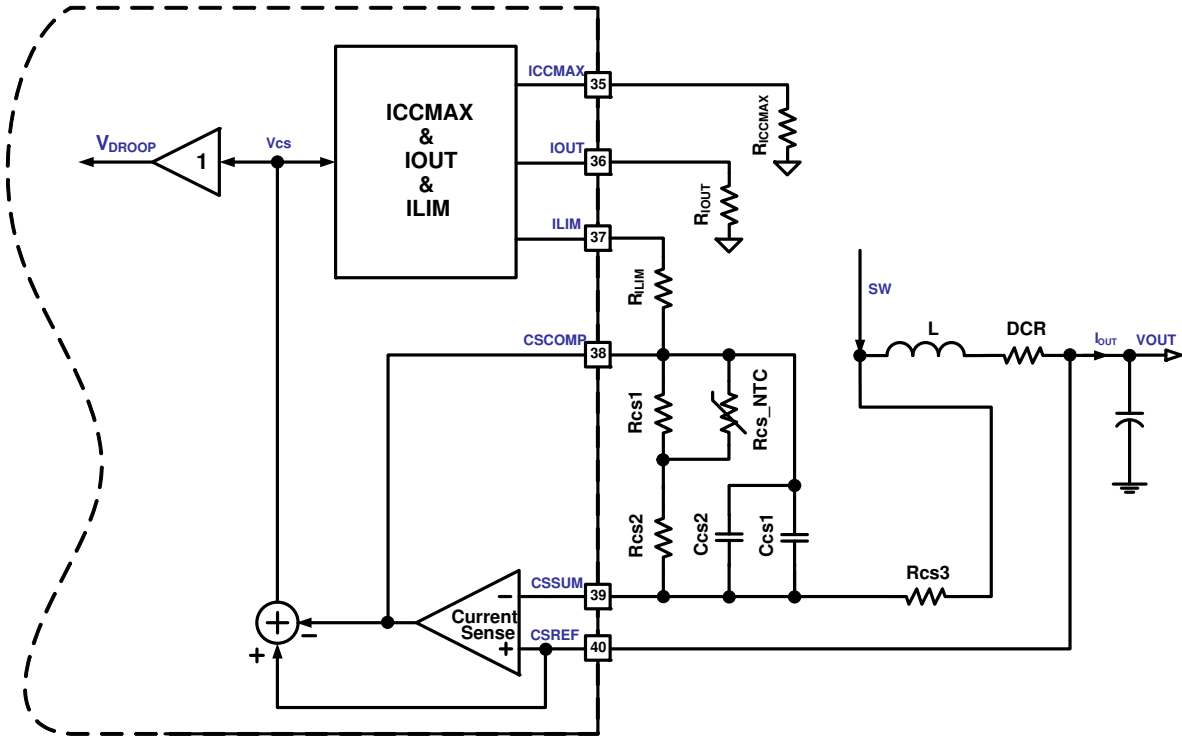 ICCMAX
35
ICCMAX
&
IOUT
&
ILIM
RICCMAX
VDROOP
1
Vcs
IOUT
36
RIOUT
ILIM
37
RILIM
SW
CSCOMP
38
L
DCR
IOUT
VOUT
Rcs1
Rcs_NTC
Rcs2
Ccs2
Ccs1
CSSUM
39
Rcs3
Current
Sense
−
+
CSREF
40
+
−
+